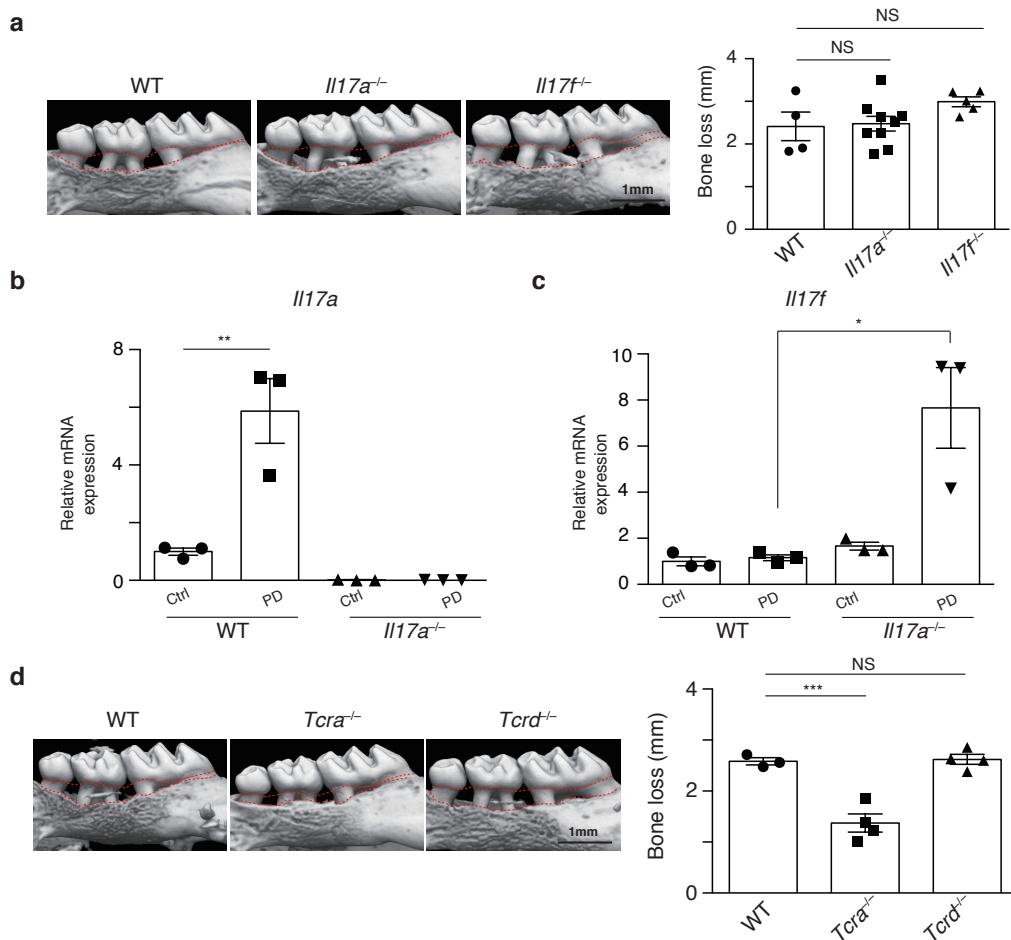 a
WT
Il17a–/–
Il17f–/–
1mm
NS
NS
Bone loss (mm)
4
2
0
WT
Il17a–/–
Il17f–/–
b
Il17a
**
Relative mRNA
expression
8
4
0
Ctrl
PD
Ctrl
PD
WT
Il17a–/–
c
Il17f
*
Relative mRNA
expression
10
8
6
4
2
0
Ctrl
PD
Ctrl
PD
WT
Il17a–/–
d
WT
Tcra–/–
Tcrd–/–
1mm
NS
***
Bone loss (mm)
4
2
0
WT
Tcra–/–
Tcrd–/–